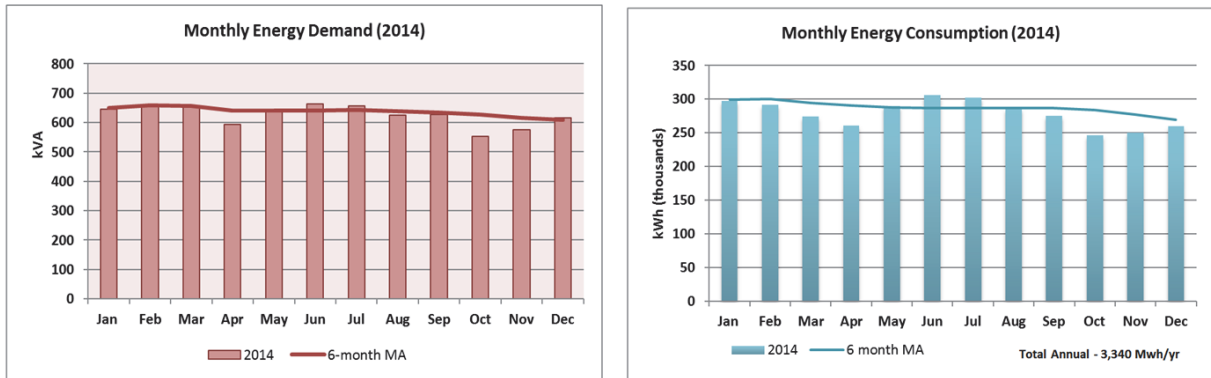 Monthly Energy Demand (2014)
kVA
800
700
600
500
400
300
200
100
0
Jan Feb Mar Apr May Jun Jul Aug Sep Oct Nov Dec
2014 6-month MA
Monthly Energy Consumption (2014)
kWh (thousands)
350
300
250
200
150
100
50
0
Jan Feb Mar Apr May Jun Jul Aug Sep Oct Nov Dec
2014 6 month MA
Total Annual - 3,340 Mwh/yr